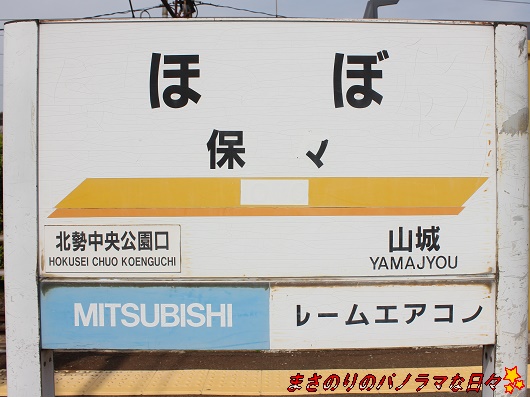 ほぼ
保々
北勢中央公園口
HOKUSEI CHUO KOENGUCHI
山城
YAMAJYOU
MITSUBISHI
レームエアコノ
まさのりのパノラマな日々